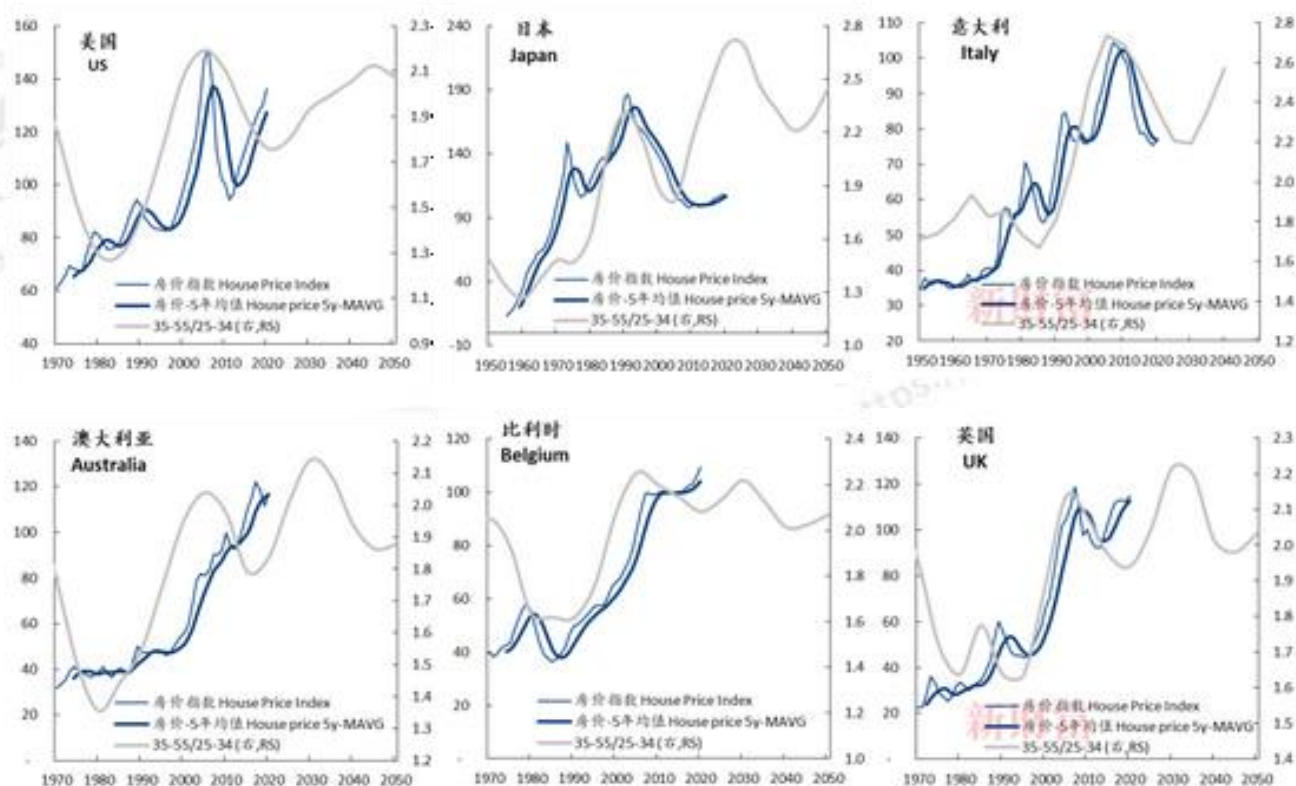 美国
US
160
140
120
100
80
60
40
2.3
2.1
1.9
1.7
1.5
1.3
1.1
0.9
房价指数 House Price Index
房价-5年均值 House price 5y-MAVG
35-55/25-34 (右,RS)
1970 1980 1990 2000 2010 2020 2030 2040 2050
日本
Japan
240
190
140
90
40
-10
2.8
2.5
2.2
1.9
1.6
1.3
1.0
房价指数 House Price Index
房价-5年均值 House price 5y-MAVG
35-55/25-34 (右,RS)
1950 1960 1970 1980 1990 2000 2010 2020 2030 2040 2050
意大利
Italy
110
100
90
80
70
60
50
40
30
20
2.8
2.6
2.4
2.2
2.0
1.8
1.6
1.4
1.2
房价指数 House Price Index
房价-5年均值 House price 5y-MAVG
35-55/25-34 (右,RS)
1950 1960 1970 1980 1990 2000 2010 2020 2030 2040 2050
澳大利亚
Australia
140
120
100
80
60
40
20
-
2.2
2.1
2.0
1.9
1.8
1.7
1.6
1.5
1.4
1.3
1.2
房价指数 House Price Index
房价-5年均值 House price 5y-MAVG
35-55/25-34 (右,RS)
1970 1980 1990 2000 2010 2020 2030 2040 2050
比利时
Belgium
120
100
80
60
40
20
-
2.4
2.2
2.0
1.8
1.6
1.4
1.2
1.0
房价指数 House Price Index
房价-5年均值 House price 5y-MAVG
35-55/25-34 (右,RS)
1970 1980 1990 2000 2010 2020 2030 2040 2050
英国
UK
140
120
100
80
60
40
20
-
2.3
2.2
2.1
2.0
1.9
1.8
1.7
1.6
1.5
1.4
房价指数 House Price Index
房价-5年均值 House price 5y-MAVG
35-55/25-34 (右,RS)
1970 1980 1990 2000 2010 2020 2030 2040 2050